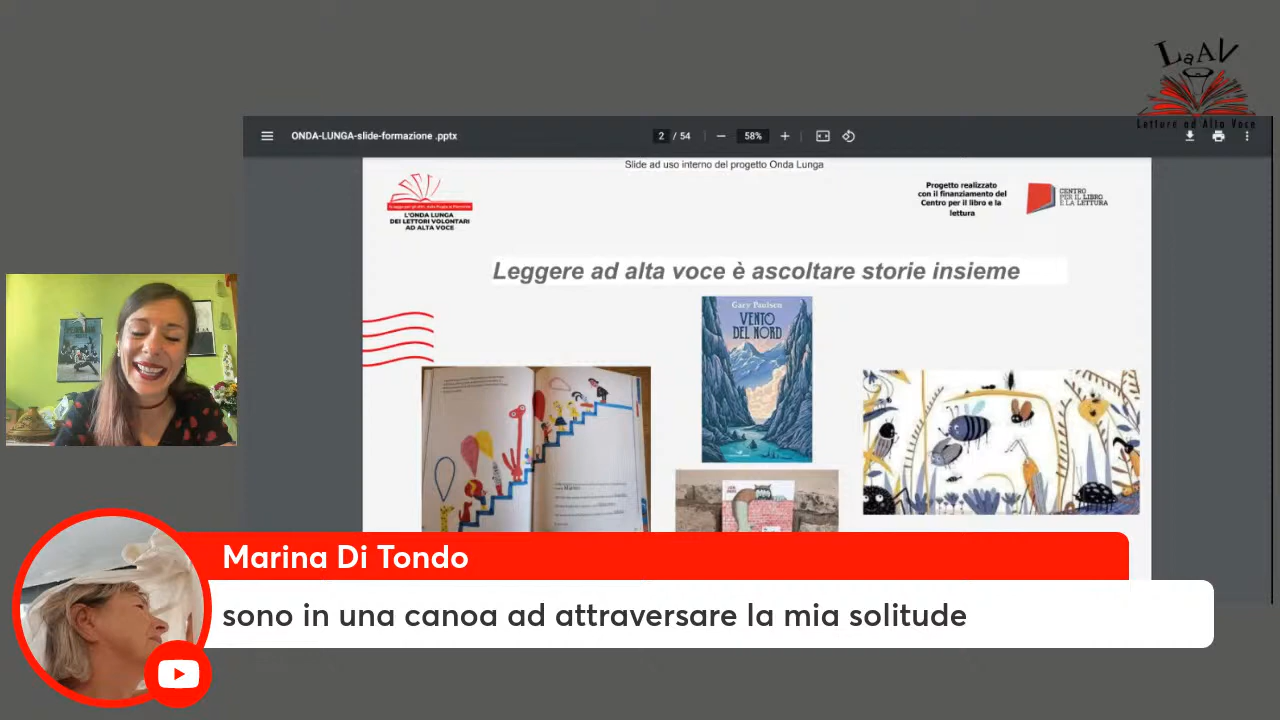 LaAV
Letture ad Alta Voce
ONDA-LUNGA-slide-formazione .pptx
2 / 54
58%
Slide ad uso interno del progetto Onda Lunga
L'ONDA LUNGA
DEI LETTORI VOLONTARI
AD ALTA VOCE
Progetto realizzato
con il finanziamento del
Centro per il libro e la
lettura
CENTRO
PER IL LIBRO
E LA LETTURA
Leggere ad alta voce è ascoltare storie insieme
Gary Paulsen
VENTO
DEL NORD
Marina Di Tondo
sono in una canoa ad attraversare la mia solitude